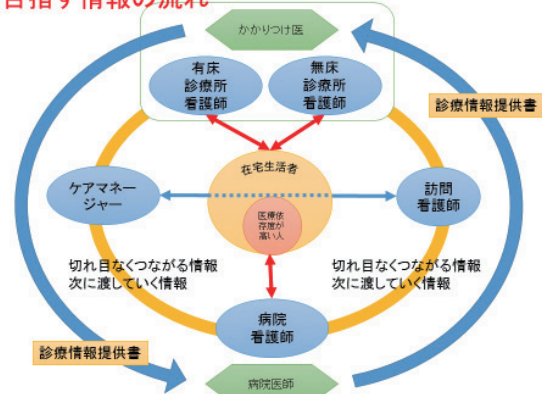 目指す情報の流れ
かかりつけ医
有床
診療所
看護師
無床
診療所
看護師
診療情報提供書
在宅生活者
ケアマネー
ジャー
訪問
看護師
医療依
存度が
高い人
切れ目なくつながる情報
次に渡していく情報
切れ目なくつながる情報
次に渡していく情報
病院
看護師
診療情報提供書
病院医師